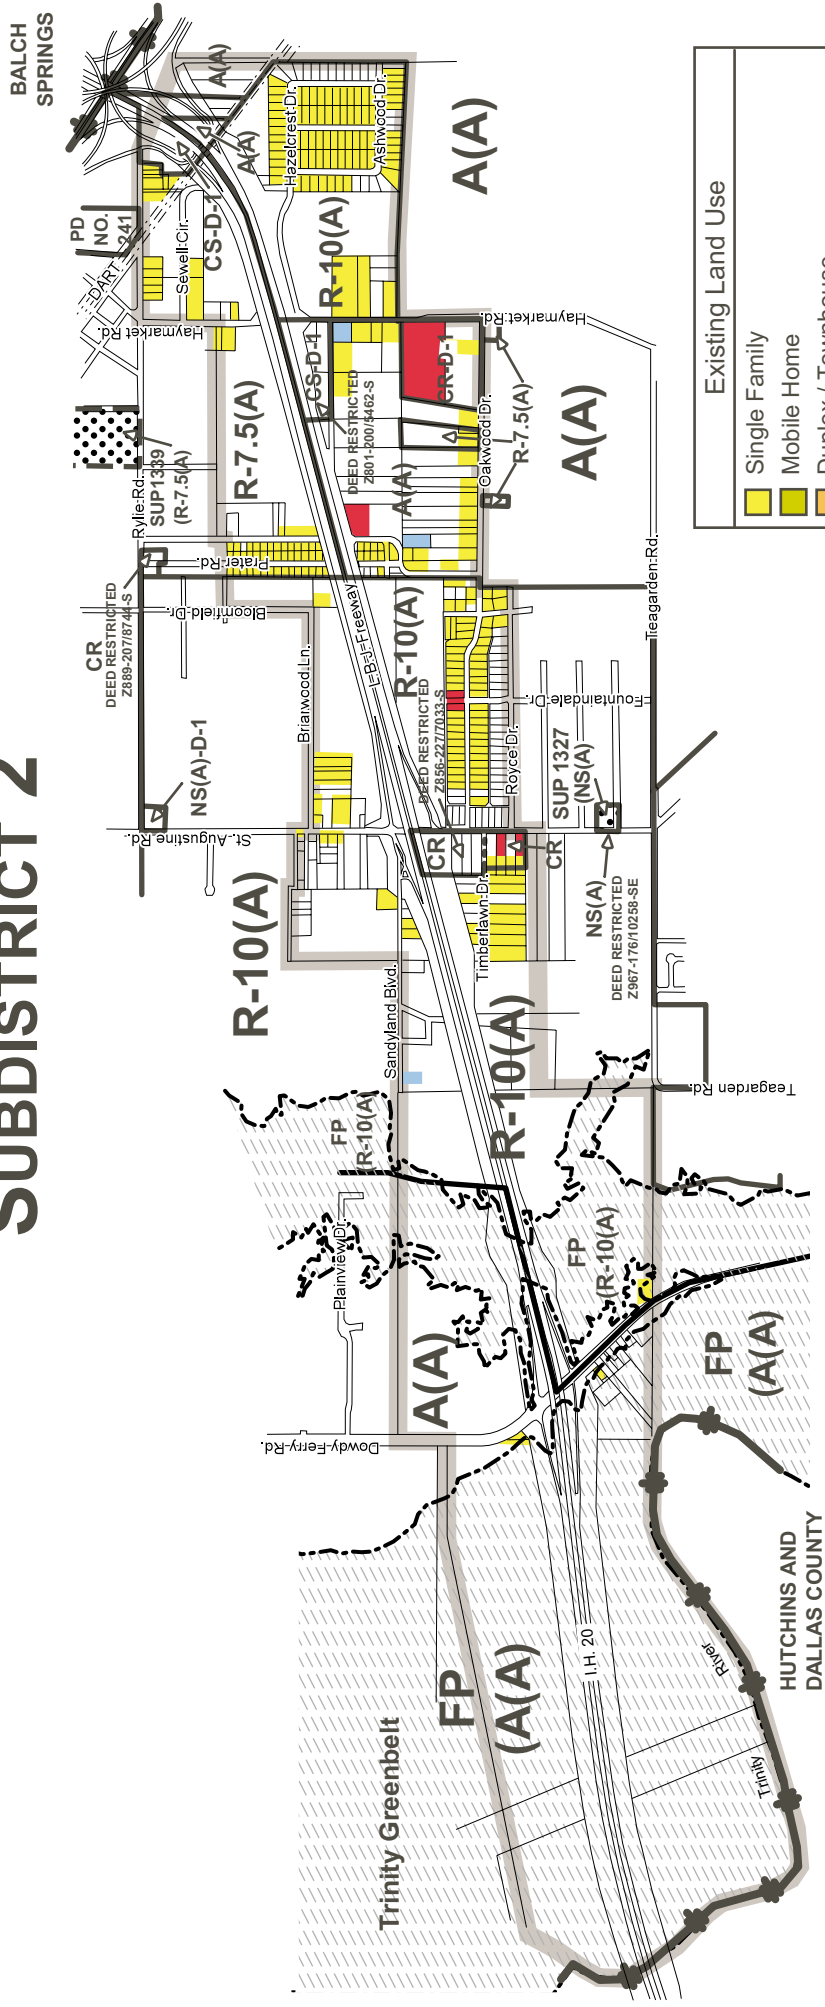 SUBDISTRICT 2
BALCH
SPRINGS
PD
NO.
241
DART
A(A)
A(A)
CS-D-1
Sewell Cir.
Hazelcrest Dr.
Ashwood Dr.
A(A)
R-10(A)
Haymarket Rd.
Haymarket Rd.
Rylie Rd.
SUP1339
(R-7.5(A)
R-7.5(A)
CS-D-1
DEED RESTRICTED
Z801-200/5462-S
A(A)
CR-D-1
Oakwood Dr.
R-7.5(A)
A(A)
Prater Rd.
CR
DEED RESTRICTED
Z889-207/8744-S
Bloomfield Dr.
Briarwood Ln.
L.B.J. Freeway
R-10(A)
Teagarden Rd.
Fountaindale Dr.
Royce Dr.
DEED RESTRICTED
Z856-227/7033-S
NS(A)-D-1
St. Augustine Rd.
SUP 1327
(NS(A)
CR
CR
Timberlawn Dr.
NS(A)
DEED RESTRICTED
Z967-176/10258-SE
R-10(A)
Sandyland Blvd.
R-10(A)
Teagarden Rd.
FP
(R-10(A)
Plainview Dr.
FP
(R-10(A)
A(A)
FP
(A(A)
Dowdy Ferry Rd.
HUTCHINS AND
DALLAS COUNTY
I.H. 20
River
Trinity
FP
(A(A)
Trinity Greenbelt
Existing Land Use
Single Family
Mobile Home
Duplex / Townhouse